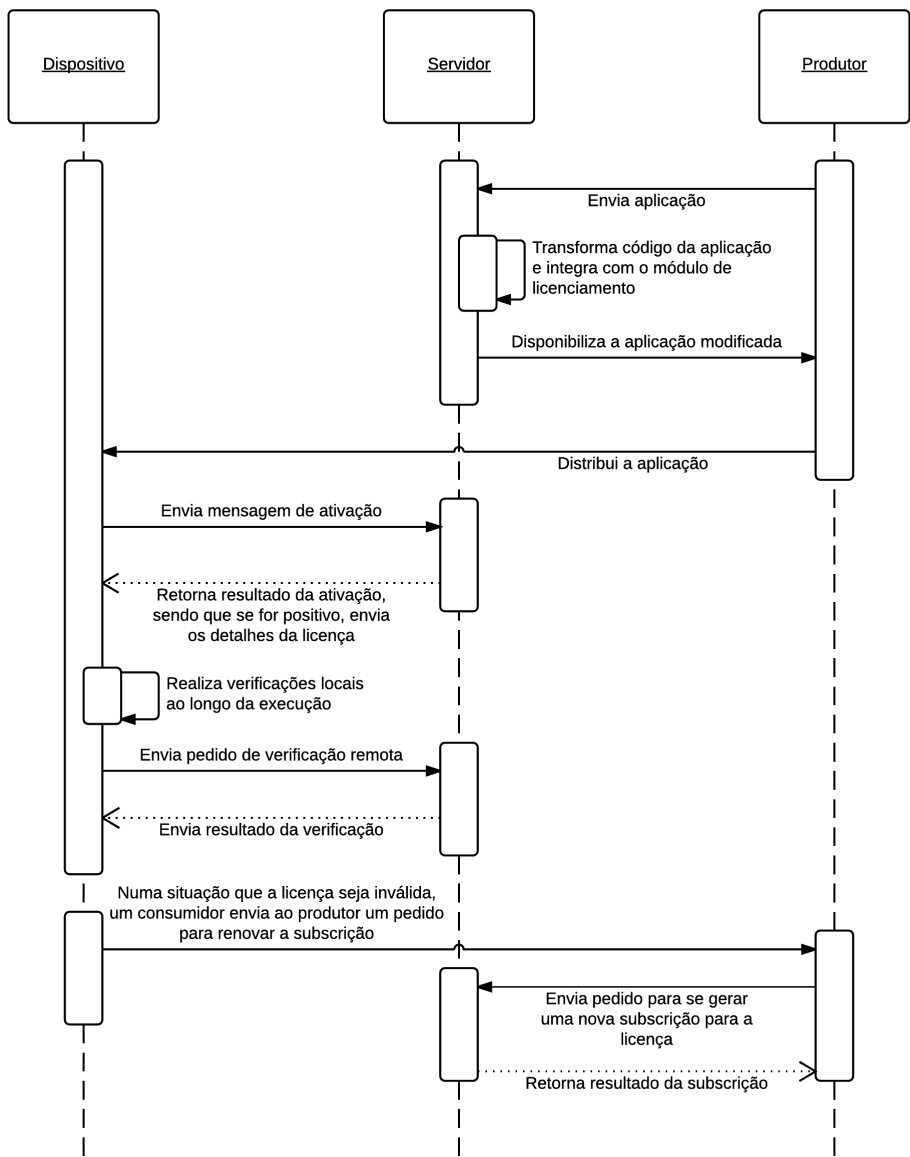 Dispositivo
Servidor
Produtor
Envia aplicação
Transforma código da aplicação
e integra com o módulo de
licenciamento
Disponibiliza a aplicação modificada
Distribui a aplicação
Envia mensagem de ativação
Retorna resultado da ativação,
sendo que se for positivo, envia
os detalhes da licença
Realiza verificações locais
ao longo da execução
Envia pedido de verificação remota
Envia resultado da verificação
Numa situação que a licença seja inválida,
um consumidor envia ao produtor um pedido
para renovar a subscrição
Envia pedido para se gerar
uma nova subscrição para a
licença
Retorna resultado da subscrição